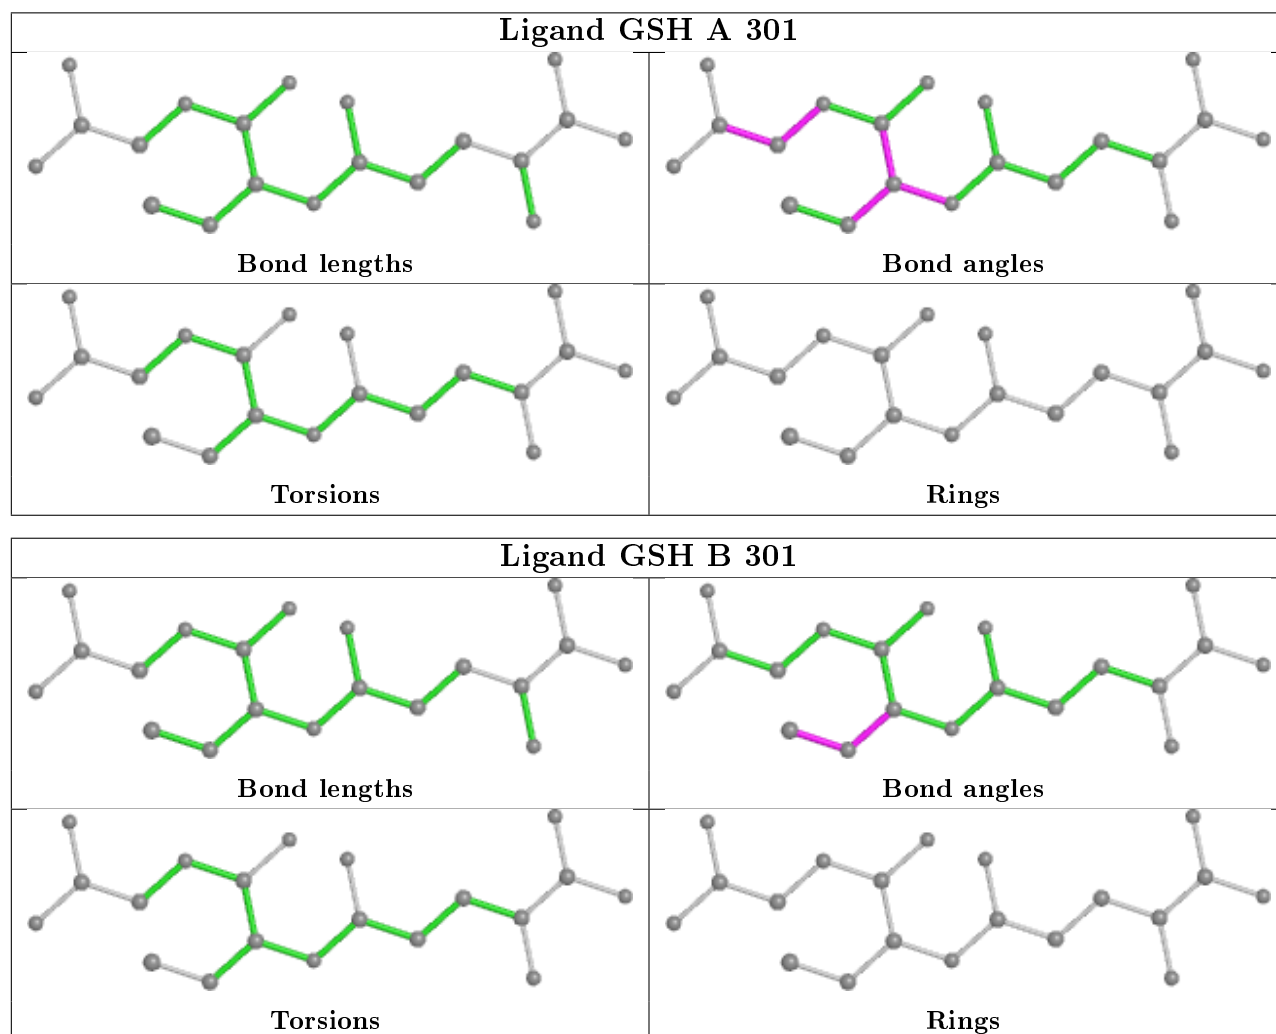 Ligand GSH A 301
Bond lengths
Bond angles
Torsions
Rings
Ligand GSH B 301
Bond lengths
Bond angles
Torsions
Rings